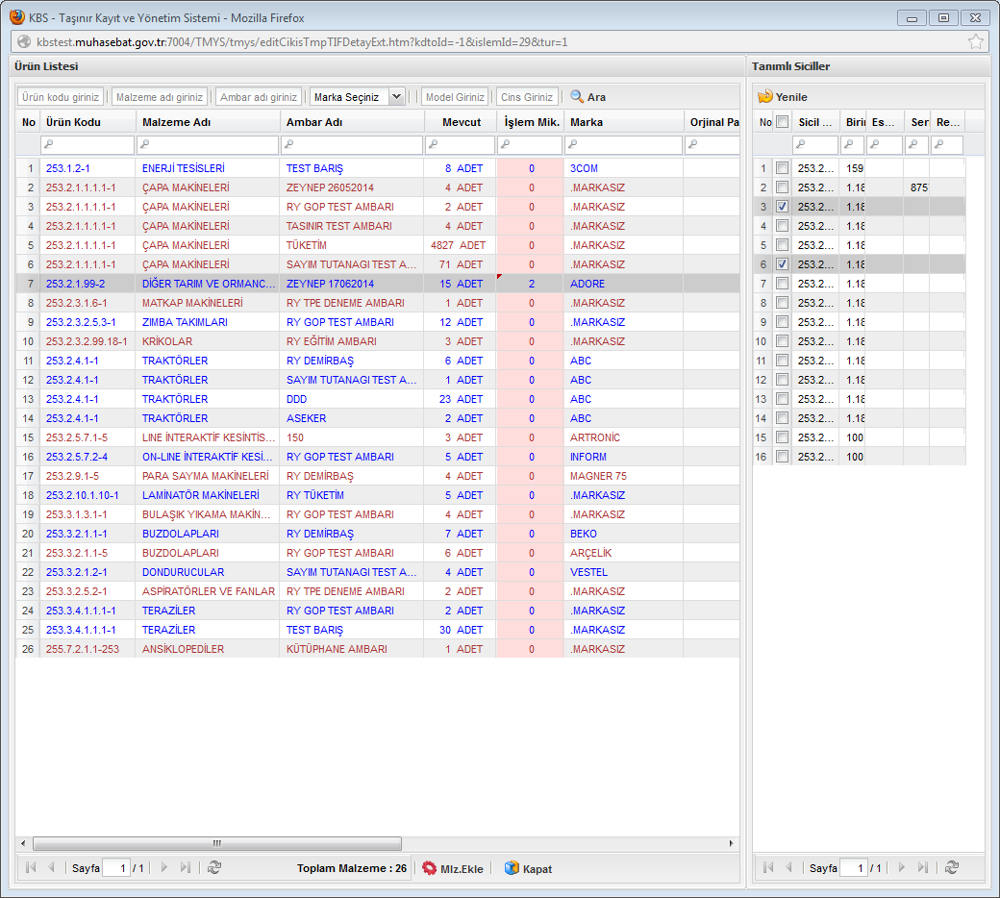 KBS - Taşınır Kayıt ve Yönetim Sistemi - Mozilla Firefox
kbstest.muhasebat.gov.tr:7004/TMYS/tmys/editCikisTmpTIFDetayExt.htm?kdtoId=-1&islemId=29&tur=1
Ürün Listesi
Ürün kodu giriniz Malzeme adı giriniz Ambar adı giriniz Marka Seçiniz Model Giriniz Cins Giriniz Ara
No Ürün Kodu Malzeme Adı Ambar Adı Mevcut İşlem Mik. Marka Orjinal Pa
1 253.1.2-1 ENERJİ TESİSLERİ TEST BARIŞ 8 ADET 0 3COM
2 253.2.1.1.1.1-1 ÇAPA MAKİNELERİ ZEYNEP 26052014 4 ADET 0 .MARKASIZ
3 253.2.1.1.1.1-1 ÇAPA MAKİNELERİ RY GOP TEST AMBARI 2 ADET 0 .MARKASIZ
4 253.2.1.1.1.1-1 ÇAPA MAKİNELERİ TASINIR TEST AMBARI 4 ADET 0 .MARKASIZ
5 253.2.1.1.1.1-1 ÇAPA MAKİNELERİ TÜKETİM 4827 ADET 0 .MARKASIZ
6 253.2.1.1.1.1-1 ÇAPA MAKİNELERİ SAYIM TUTANAGI TEST A... 71 ADET 0 .MARKASIZ
7 253.2.1.99-2 DİĞER TARIM VE ORMANC... ZEYNEP 17062014 15 ADET 2 ADORE
8 253.2.3.1.6-1 MATKAP MAKİNELERİ RY TPE DENEME AMBARI 1 ADET 0 .MARKASIZ
9 253.2.3.2.5.3-1 ZIMBA TAKIMLARI RY GOP TEST AMBARI 12 ADET 0 .MARKASIZ
10 253.2.3.2.99.18-1 KRİKOLAR RY EĞİTİM AMBARI 3 ADET 0 .MARKASIZ
11 253.2.4.1-1 TRAKTÖRLER RY DEMİRBAŞ 6 ADET 0 ABC
12 253.2.4.1-1 TRAKTÖRLER SAYIM TUTANAGI TEST A... 1 ADET 0 ABC
13 253.2.4.1-1 TRAKTÖRLER DDD 23 ADET 0 ABC
14 253.2.4.1-1 TRAKTÖRLER ASEKER 2 ADET 0 ABC
15 253.2.5.7.1-5 LINE İNTERAKTİF KESİNTİS... 150 3 ADET 0 ARTRONİC
16 253.2.5.7.2-4 ON-LINE İNTERAKTİF KESİ... RY GOP TEST AMBARI 5 ADET 0 INFORM
17 253.2.9.1-5 PARA SAYMA MAKİNELERİ RY DEMİRBAŞ 4 ADET 0 MAGNER 75
18 253.2.10.1.10-1 LAMİNATÖR MAKİNELERİ RY TÜKETİM 5 ADET 0 .MARKASIZ
19 253.3.1.3.1-1 BULAŞIK YIKAMA MAKİN... RY GOP TEST AMBARI 4 ADET 0 .MARKASIZ
20 253.3.2.1.1-1 BUZDOLAPLARI RY DEMİRBAŞ 7 ADET 0 BEKO
21 253.3.2.1.1-5 BUZDOLAPLARI RY GOP TEST AMBARI 6 ADET 0 ARÇELİK
22 253.3.2.1.2-1 DONDURUCULAR SAYIM TUTANAGI TEST A... 4 ADET 0 VESTEL
23 253.3.2.5.2-1 ASPİRATÖRLER VE FANLAR RY TPE DENEME AMBARI 2 ADET 0 .MARKASIZ
24 253.3.4.1.1.1-1 TERAZİLER RY GOP TEST AMBARI 2 ADET 0 .MARKASIZ
25 253.3.4.1.1.1-1 TERAZİLER TEST BARIŞ 30 ADET 0 .MARKASIZ
26 255.7.2.1.1-253 ANSİKLOPEDİLER KÜTÜPHANE AMBARI 1 ADET 0 .MARKASIZ
Sayfa 1 / 1 Toplam Malzeme : 26 Mlz.Ekle Kapat
Tanımlı Siciller
Yenile
No Sicil ... Biri Es... Seri Re...
1 253.2... 159
2 253.2... 1.18 875
3 253.2... 1.18
4 253.2... 1.18
5 253.2... 1.18
6 253.2... 1.18
7 253.2... 1.18
8 253.2... 1.18
9 253.2... 1.18
10 253.2... 1.18
11 253.2... 1.18
12 253.2... 1.18
13 253.2... 1.18
14 253.2... 1.18
15 253.2... 100
16 253.2... 100
Sayfa 1 / 1